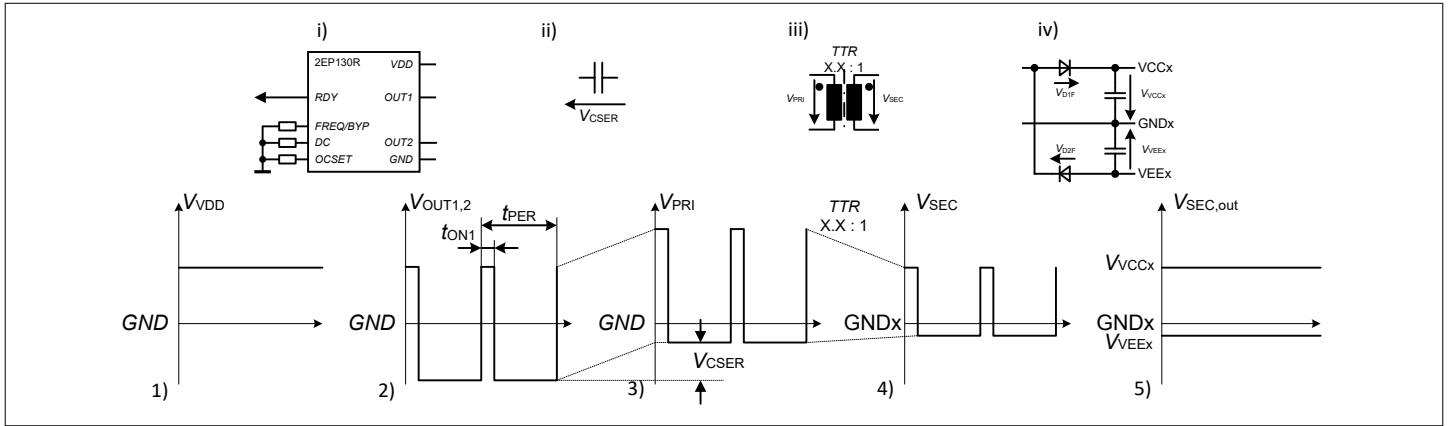 i)
ii)
iii)
iv)
2EP130R
VDD
RDY
OUT1
FREQ/BYP
DC
OUT2
OCSET
GND
VCSER
TTR
X.X : 1
VPRI
VSEC
VCCx
VD1F
VVCCx
GNDx
VD2F
VVEEx
VEEx
VVDD
GND
1)
VOUT1,2
tPER
tON1
GND
2)
VPRI
GND
VCSER
3)
TTR
X.X : 1
VSEC
GNDx
4)
VSEC,out
VVCCx
GNDx
VVEEx
5)